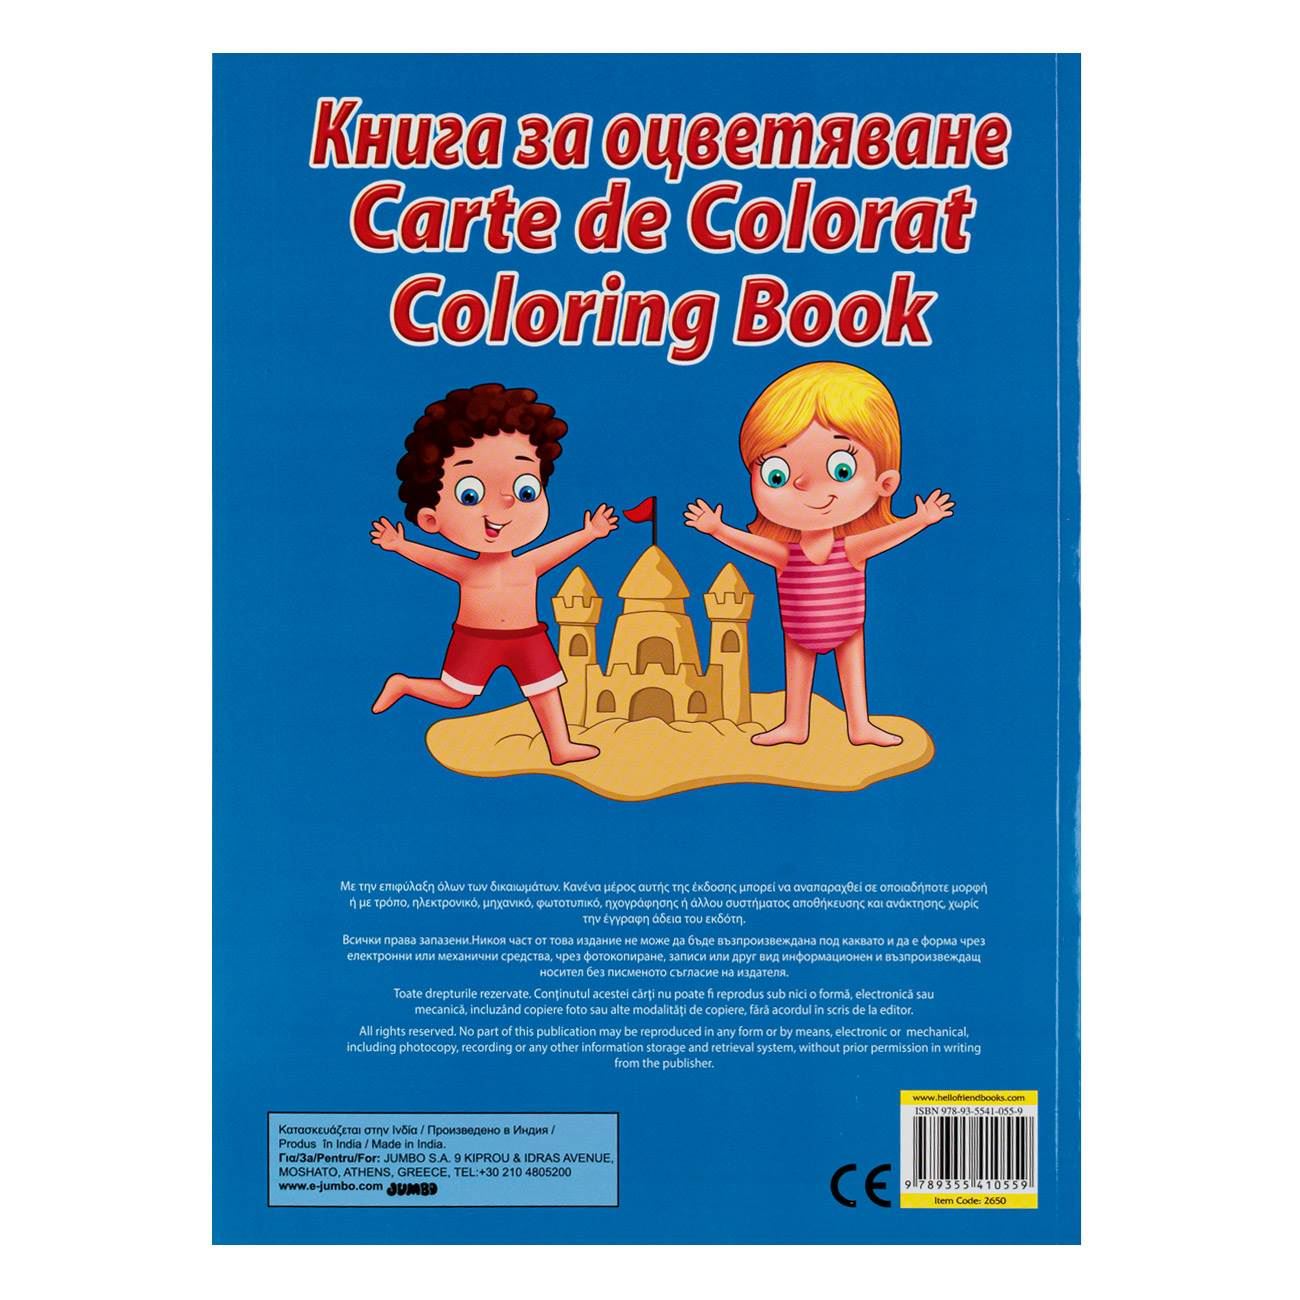 Книга за оцветяване
Carte de Colorat
Coloring Book
Με την επιφύλαξη όλων των δικαιωμάτων. Κανένα μέρος αυτής της έκδοσης μπορεί να αναπαραχθεί σε οποιαδήποτε μορφή
ή με τρόπο, ηλεκτρονικό, μηχανικό, φωτοτυπικό, ηχογράφησης ή άλλου συστήματος αποθήκευσης και ανάκτησης, χωρίς
την έγγραφη άδεια του εκδότη.
Всички права запазени.Никоя част от това издание не може да бъде възпроизвеждана под каквато и да е форма чрез
електронни или механични средства, чрез фотокопиране, записи или друг вид информационен и възпроизвеждащ
носител без писменото съгласие на издателя.
Toate drepturile rezervate. Conținutul acestei cărți nu poate fi reprodus sub nici o formă, electronică sau
mecanică, incluzând copiere foto sau alte modalități de copiere, fără acordul în scris de la editor.
All rights reserved. No part of this publication may be reproduced in any form or by means, electronic or mechanical,
including photocopy, recording or any other information storage and retrieval system, without prior permission in writing
from the publisher.
Κατασκευάζεται στην Ινδία / Произведено в Индия /
Produs în India / Made in India.
Για/За/Pentru/For: JUMBO S.A. 9 KIPROU & IDRAS AVENUE,
MOSHATO, ATHENS, GREECE, TEL:+30 210 4805200
www.e-jumbo.com JUMBO
CE
www.hellofriendbooks.com
ISBN 978-93-5541-055-9
9 789355 410559
Item Code: 2650